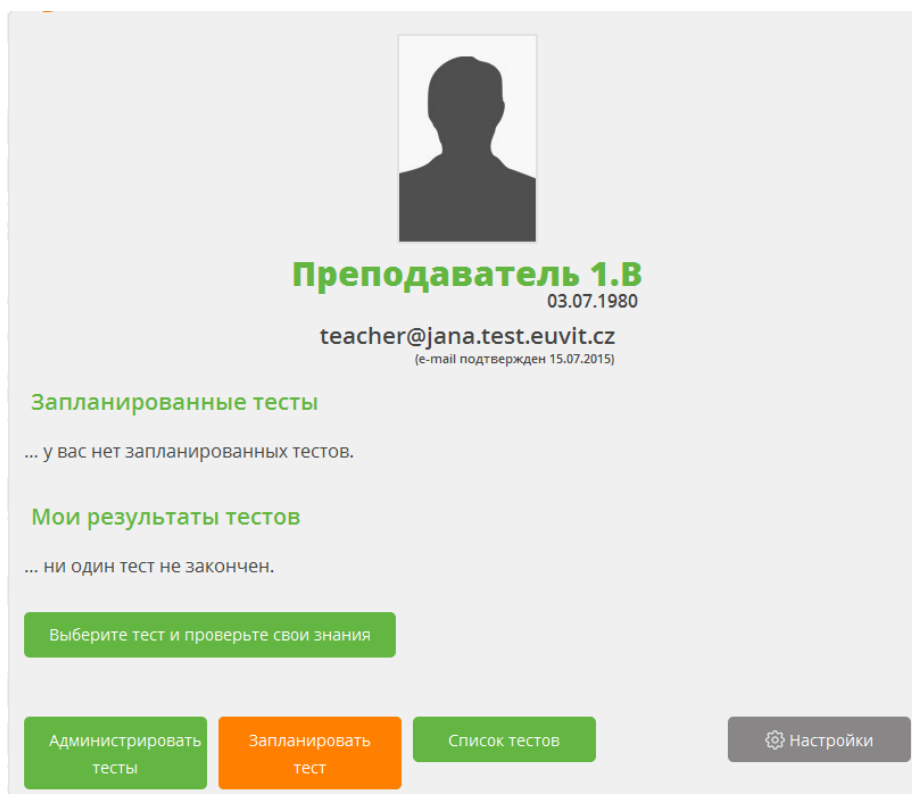 Преподаватель 1.В
03.07.1980
teacher@jana.test.euvit.cz
(e-mail подтвержден 15.07.2015)
Запланированные тесты
... у вас нет запланированных тестов.
Мои результаты тестов
... ни один тест не закончен.
Выберите тест и проверьте свои знания
Администрировать
тесты
Запланировать
тест
Список тестов
Настройки